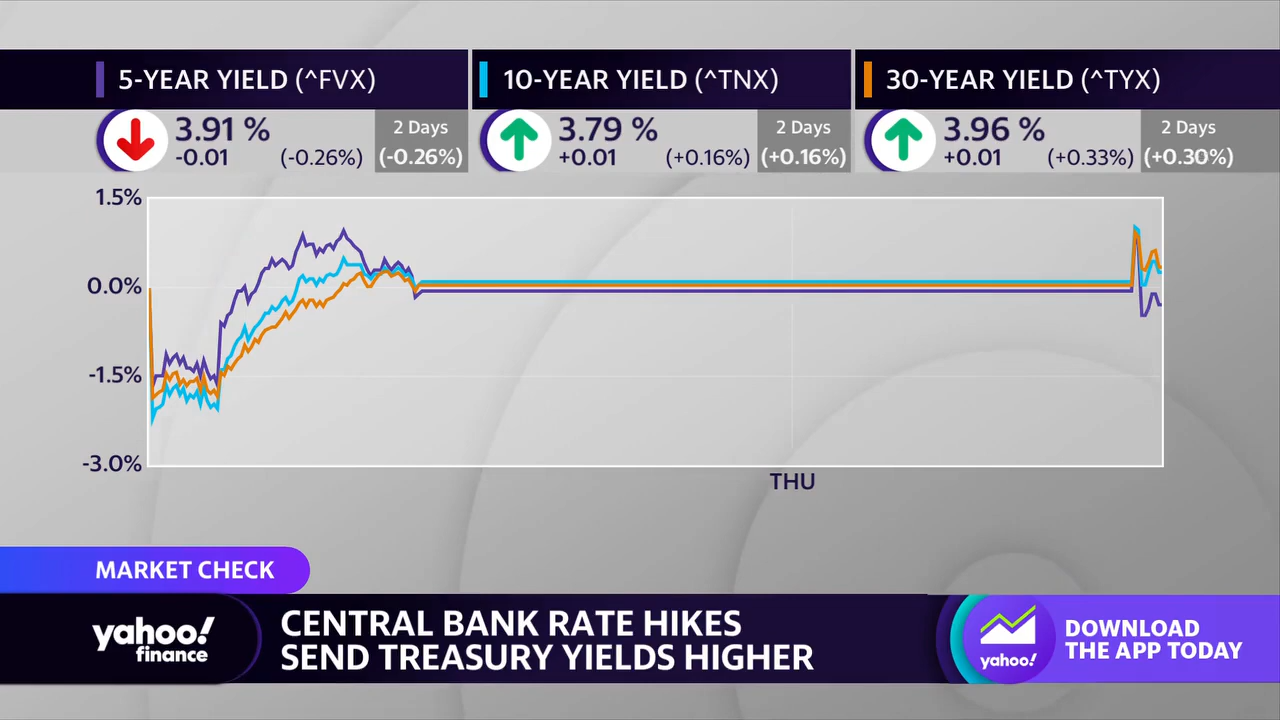 5-YEAR YIELD (^FVX)
10-YEAR YIELD (^TNX)
30-YEAR YIELD (^TYX)
3.91 %
-0.01 (-0.26%)
2 Days
(-0.26%)
3.79 %
+0.01 (+0.16%)
2 Days
(+0.16%)
3.96 %
+0.01 (+0.33%)
2 Days
(+0.30%)
1.5%
0.0%
-1.5%
-3.0%
THU
MARKET CHECK
yahoo!
finance
CENTRAL BANK RATE HIKES
SEND TREASURY YIELDS HIGHER
yahoo!
DOWNLOAD
THE APP TODAY